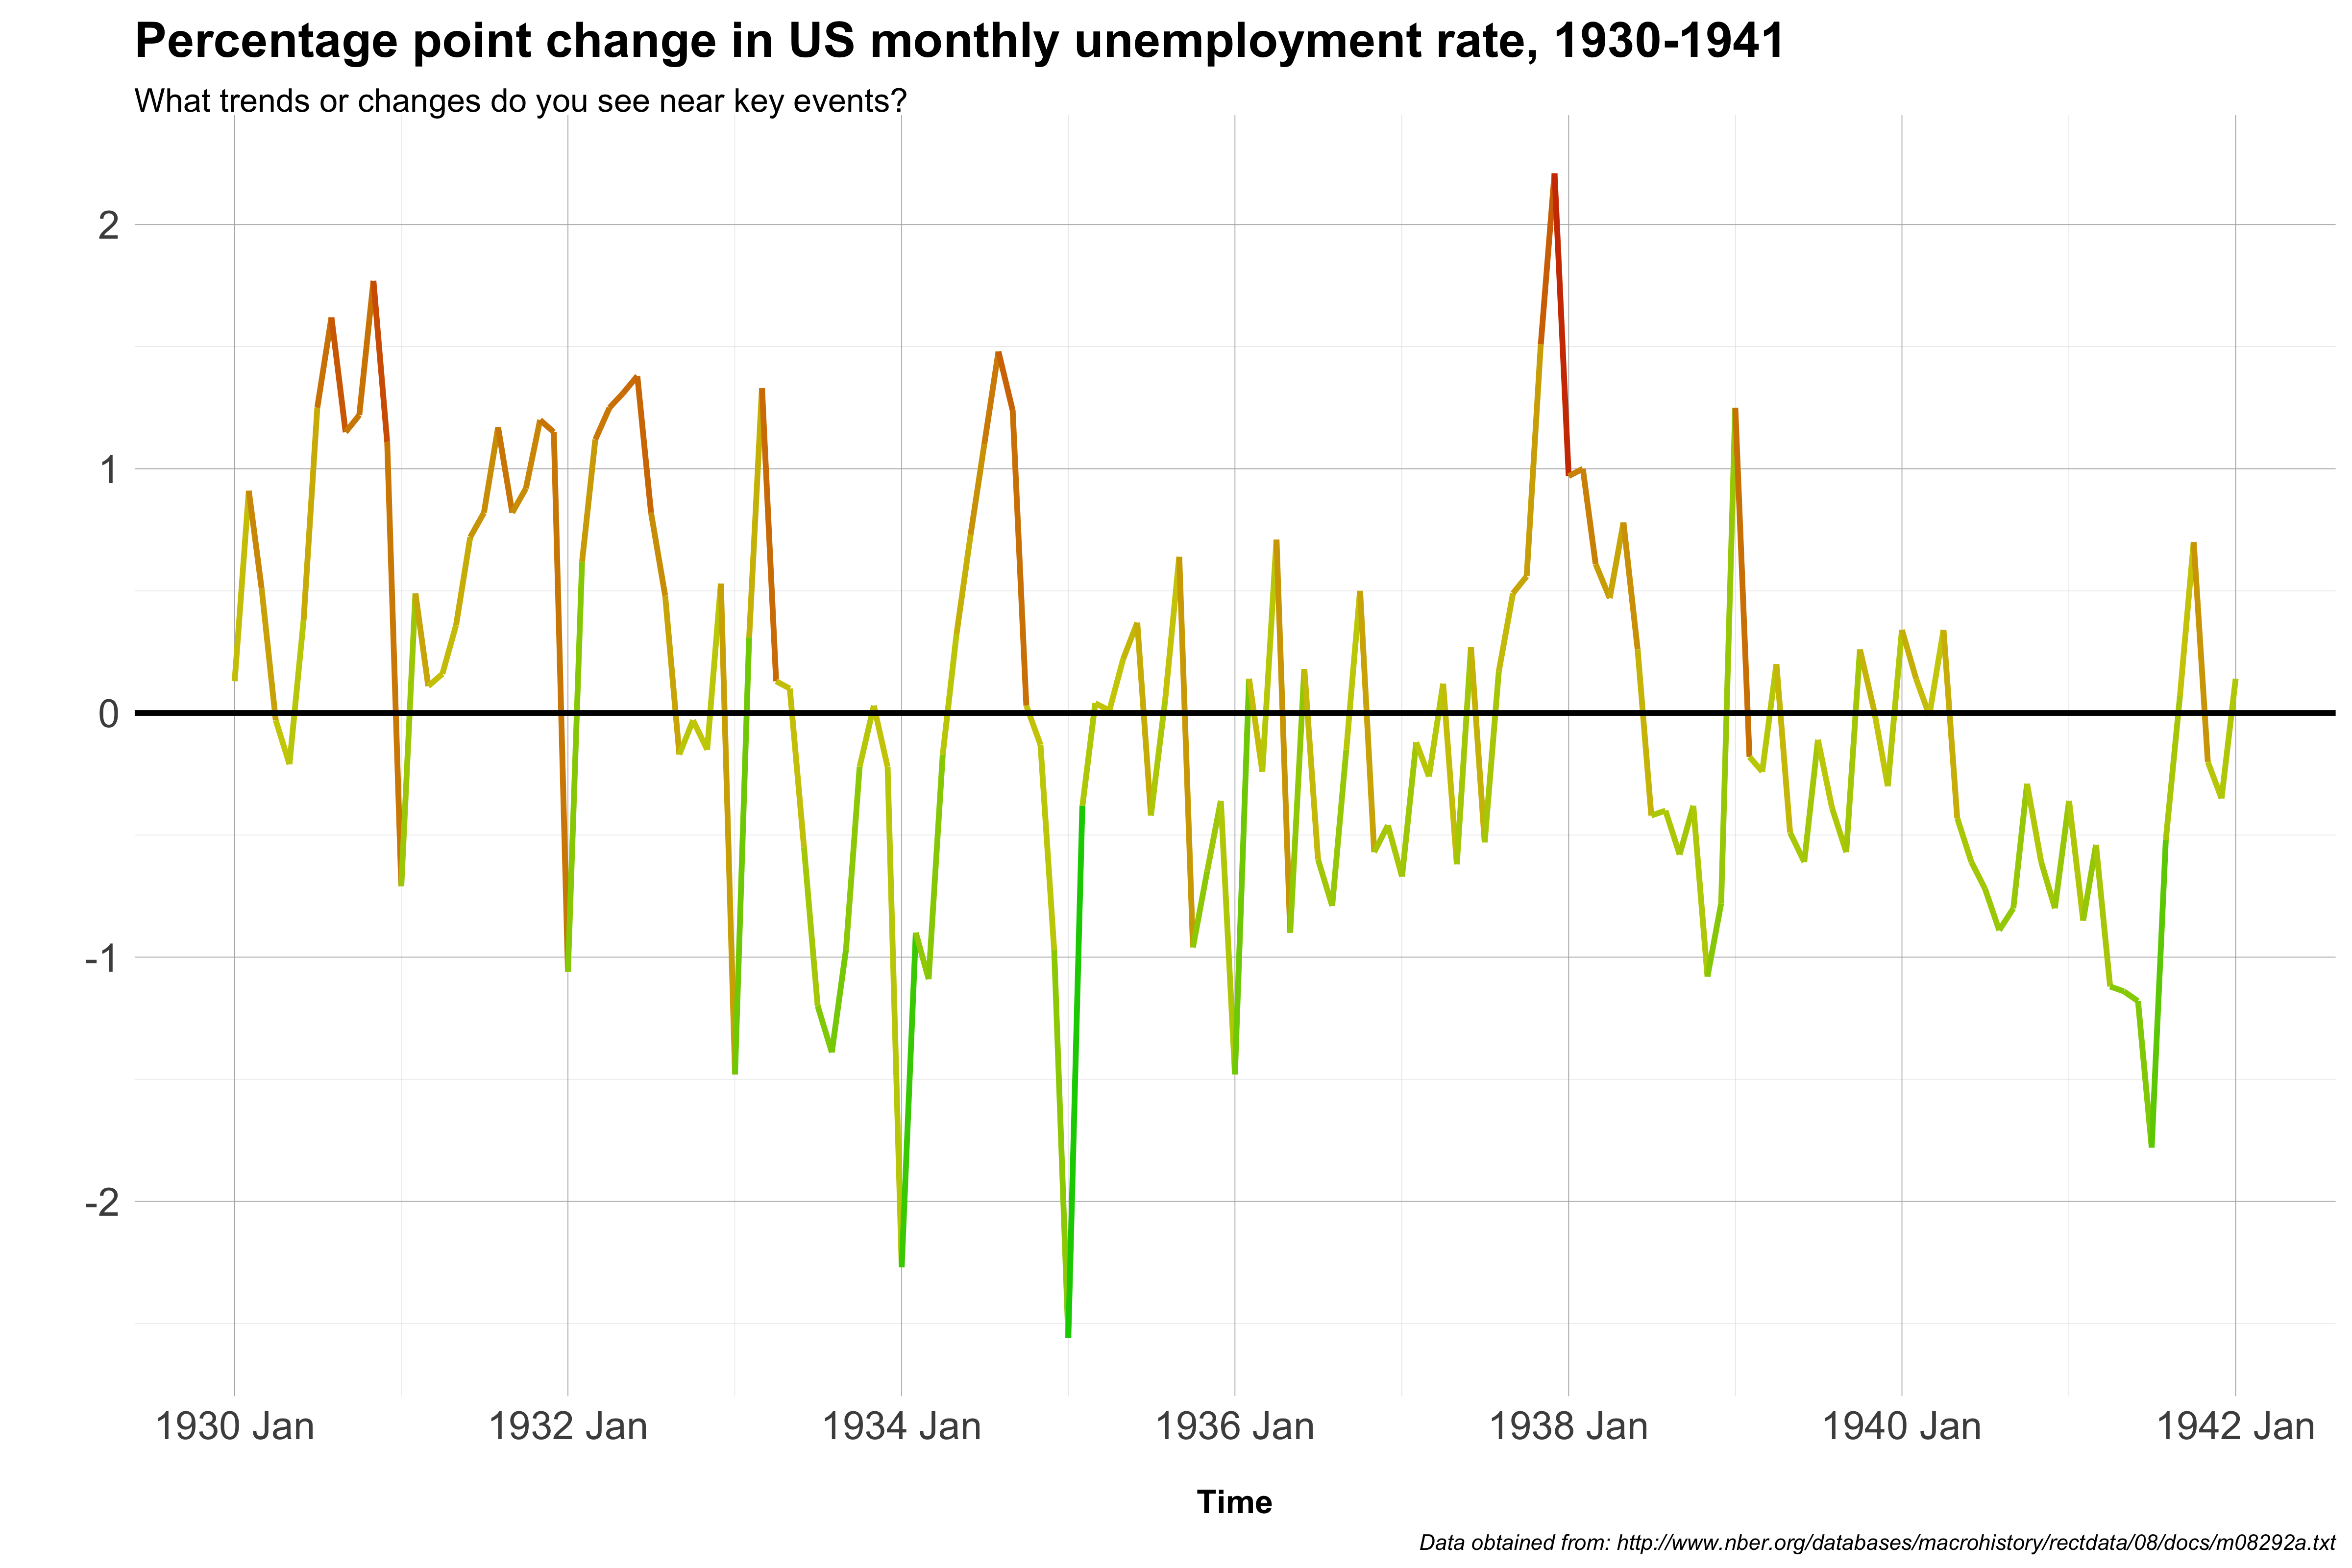 Percentage point change in US monthly unemployment rate, 1930-1941
What trends or changes do you see near key events?
2
1
0
-1
-2
1930 Jan 1932 Jan 1934 Jan 1936 Jan 1938 Jan 1940 Jan 1942 Jan
Time
Data obtained from: http://www.nber.org/databases/macrohistory/rectdata/08/docs/m08292a.txt